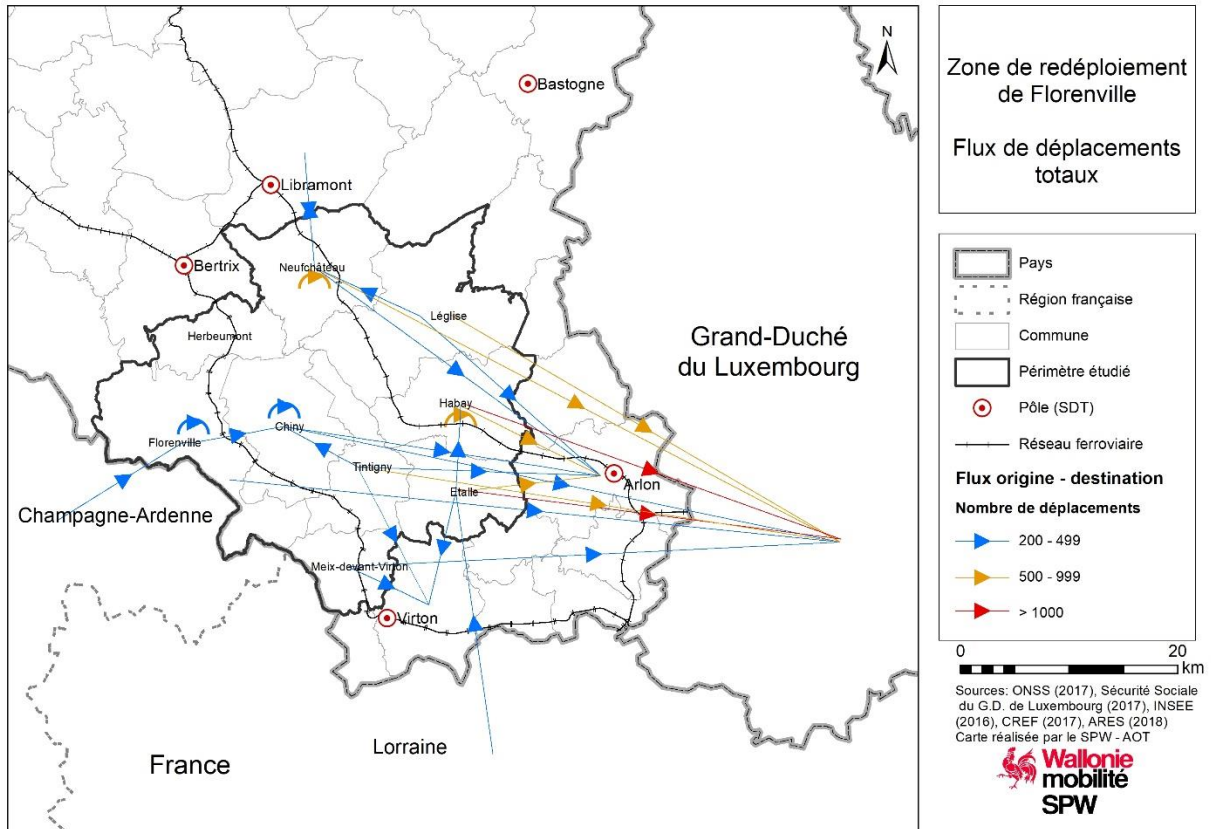 Bastogne
Libramont
Bertrix
Neufchâteau
Léglise
Herbeumont
Grand-Duché
du Luxembourg
Habay
Florenville
Chiny
Tintigny
Arlon
Etalle
Champagne-Ardenne
Meix-devant-Virton
Virton
Lorraine
France
N
Zone de redéploiement
de Florenville
Flux de déplacements
totaux
Pays
Région française
Commune
Périmètre étudié
Pôle (SDT)
Réseau ferroviaire
Flux origine - destination
Nombre de déplacements
200 - 499
500 - 999
> 1000
0 20
km
Sources: ONSS (2017), Sécurité Sociale
du G.D. de Luxembourg (2017), INSEE
(2016), CREF (2017), ARES (2018)
Carte réalisée par le SPW - AOT
Wallonie
mobilité
SPW